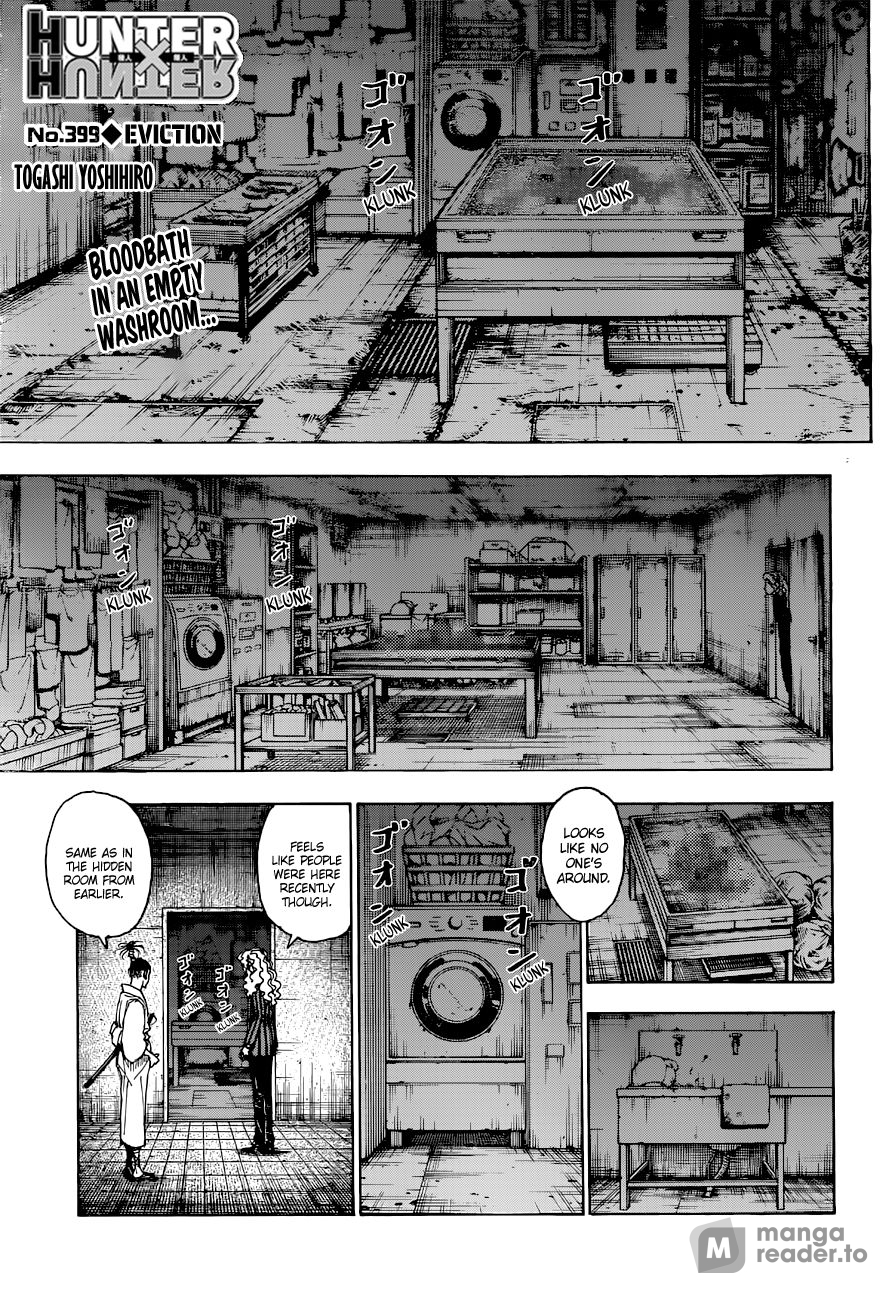 HUNTER
×
HUNTER
No.399◆EVICTION
TOGASHI YOSHIHIRO
BLOODBATH
IN AN EMPTY
WASHROOM...
ゴオン
KLUNK
ゴオン
KLUNK
ゴオン
KLUNK
ゴオン
KLUNK
LOOKS
LIKE NO
ONE'S
AROUND.
ゴオン
KLUNK
ゴオン
KLUNK
FEELS
LIKE PEOPLE
WERE HERE
RECENTLY
THOUGH.
SAME AS IN
THE HIDDEN
ROOM FROM
EARLIER.
ゴオン
KLUNK
ゴオン
KLUNK
M manga
reader.to